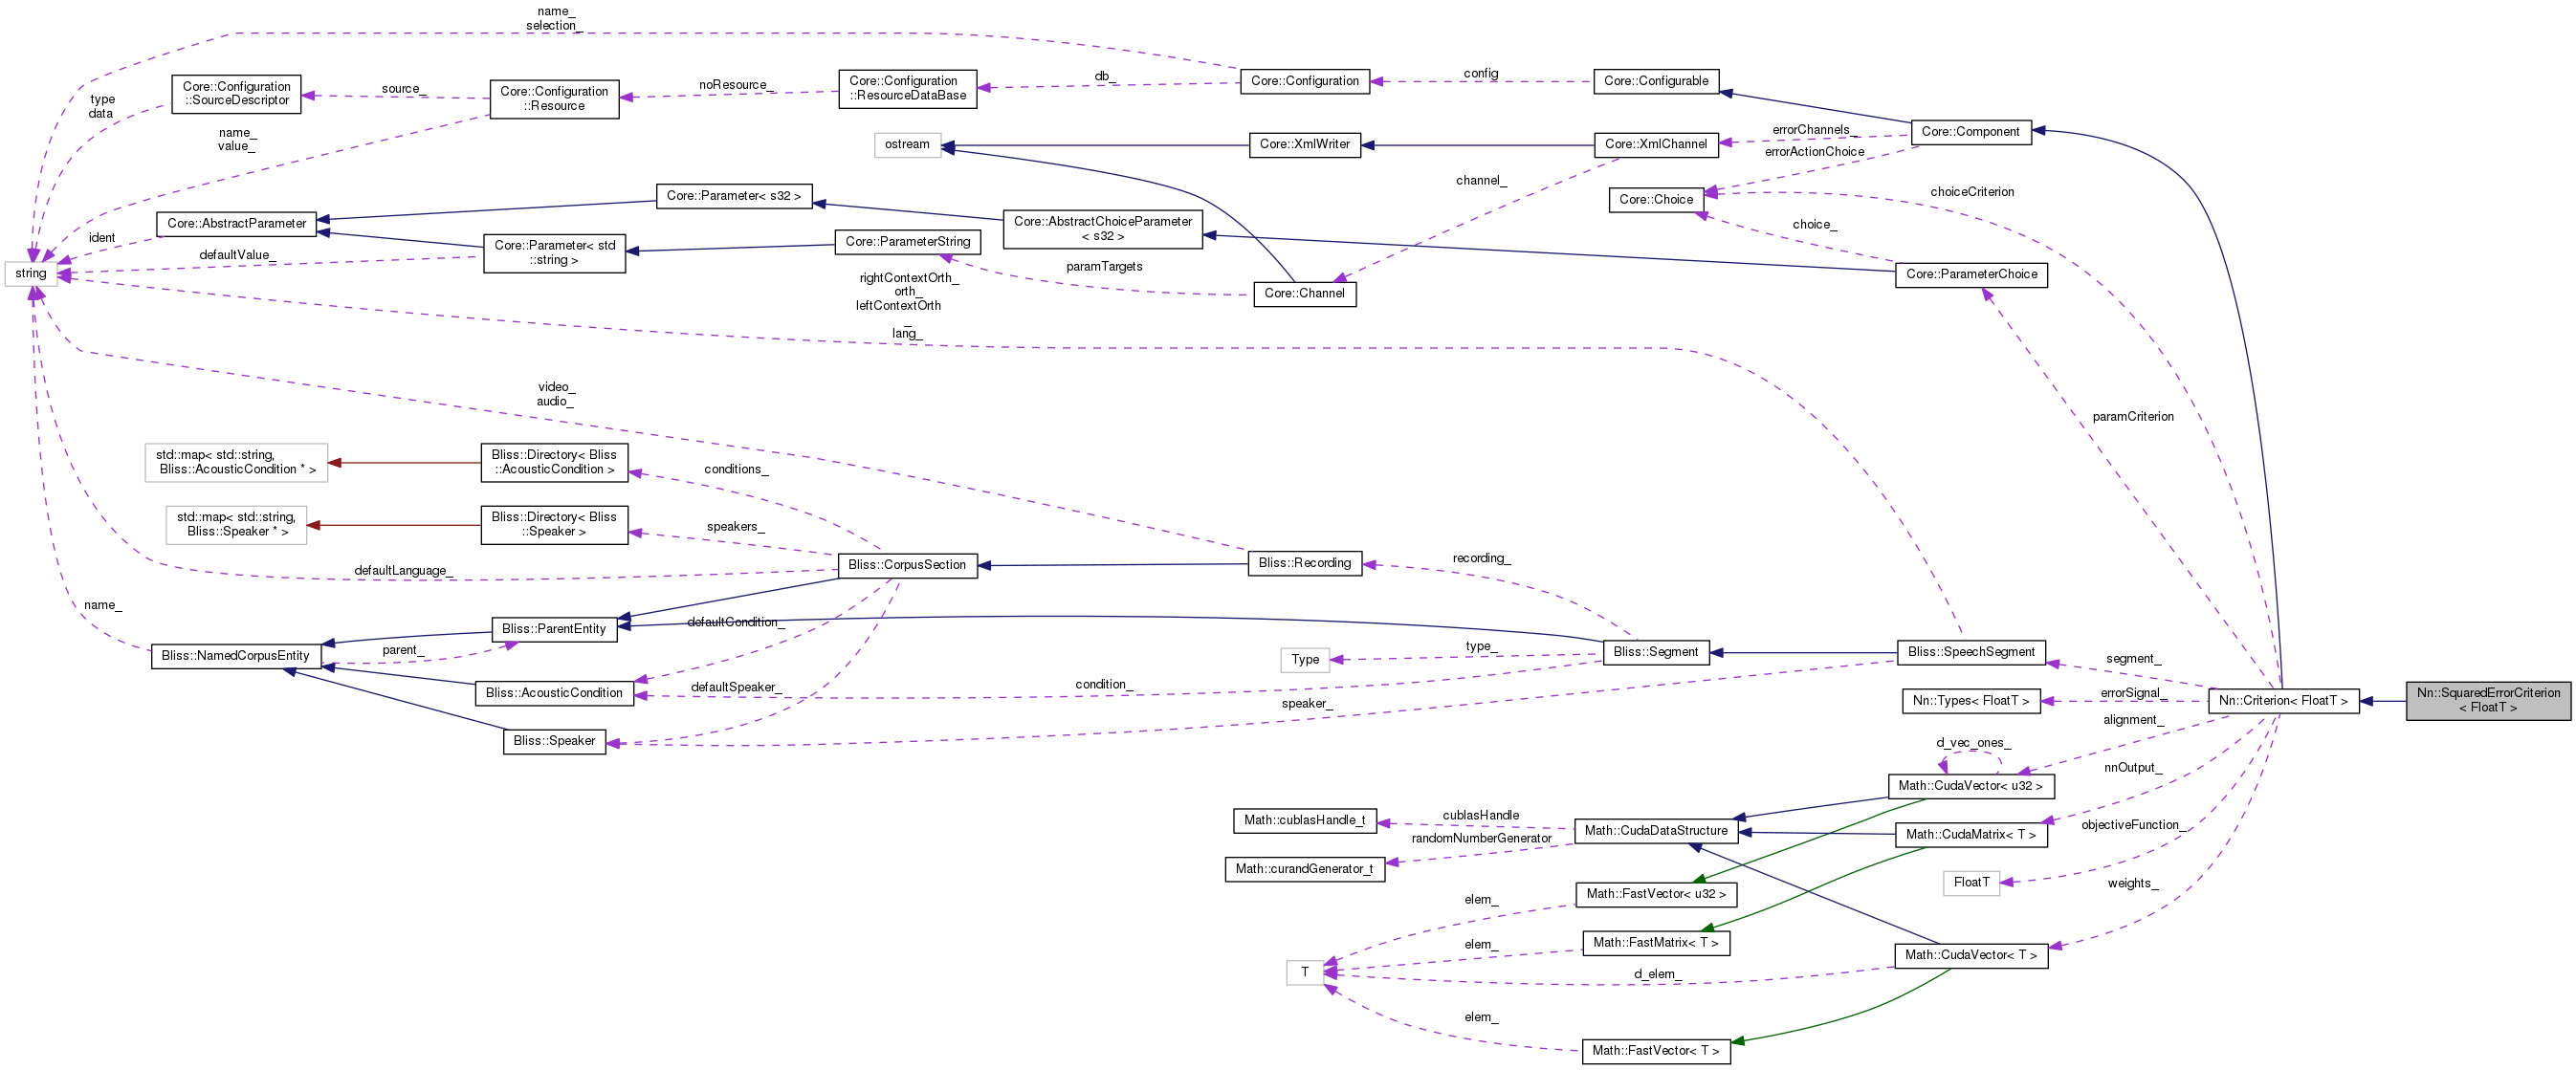 name_
selection_
Core::Configuration
::SourceDescriptor
type
data
source_
Core::Configuration
::Resource
noResource_
Core::Configuration
::ResourceDataBase
db_
Core::Configuration
config
Core::Configurable
name_
value_
ostream
Core::XmlWriter
Core::XmlChannel
errorChannels_
errorActionChoice
Core::Component
channel_
Core::Choice
choiceCriterion
choice_
Core::Parameter< s32 >
Core::AbstractParameter
ident
Core::AbstractChoiceParameter
< s32 >
Core::Parameter< std
::string >
Core::ParameterString
defaultValue_
string
paramTargets
Core::Channel
Core::ParameterChoice
rightContextOrth_
orth_
leftContextOrth
_
lang_
video_
audio_
paramCriterion
std::map< std::string,
Bliss::AcousticCondition * >
Bliss::Directory< Bliss
::AcousticCondition >
conditions_
std::map< std::string,
Bliss::Speaker * >
Bliss::Directory< Bliss
::Speaker >
speakers_
defaultLanguage_
Bliss::CorpusSection
Bliss::Recording
recording_
name_
Bliss::ParentEntity
defaultCondition_
Bliss::NamedCorpusEntity
parent_
Type
type_
Bliss::Segment
Bliss::SpeechSegment
segment_
Bliss::AcousticCondition
defaultSpeaker_
condition_
speaker_
Nn::Types< FloatT >
errorSignal_
Nn::Criterion< FloatT >
Nn::SquaredErrorCriterion
< FloatT >
Bliss::Speaker
alignment_
d_vec_ones_
nnOutput_
Math::CudaVector< u32 >
Math::cublasHandle_t
cublasHandle
Math::CudaDataStructure
Math::CudaMatrix< T >
objectiveFunction_
randomNumberGenerator
Math::curandGenerator_t
FloatT
weights_
Math::FastVector< u32 >
elem_
Math::FastMatrix< T >
elem_
Math::CudaVector< T >
T
d_elem_
elem_
Math::FastVector< T >